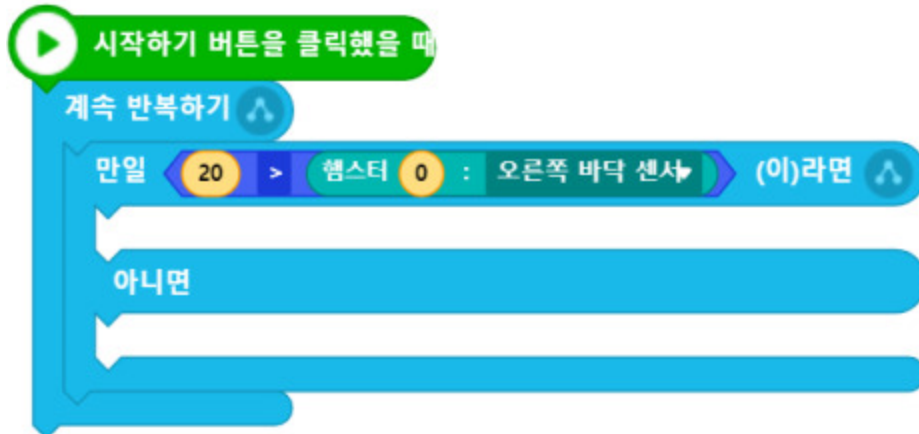 시작하기 버튼을 클릭했을 때
계속 반복하기
만일 20 > 햄스터 0 : 오른쪽 바닥 센서 (이)라면
아니면